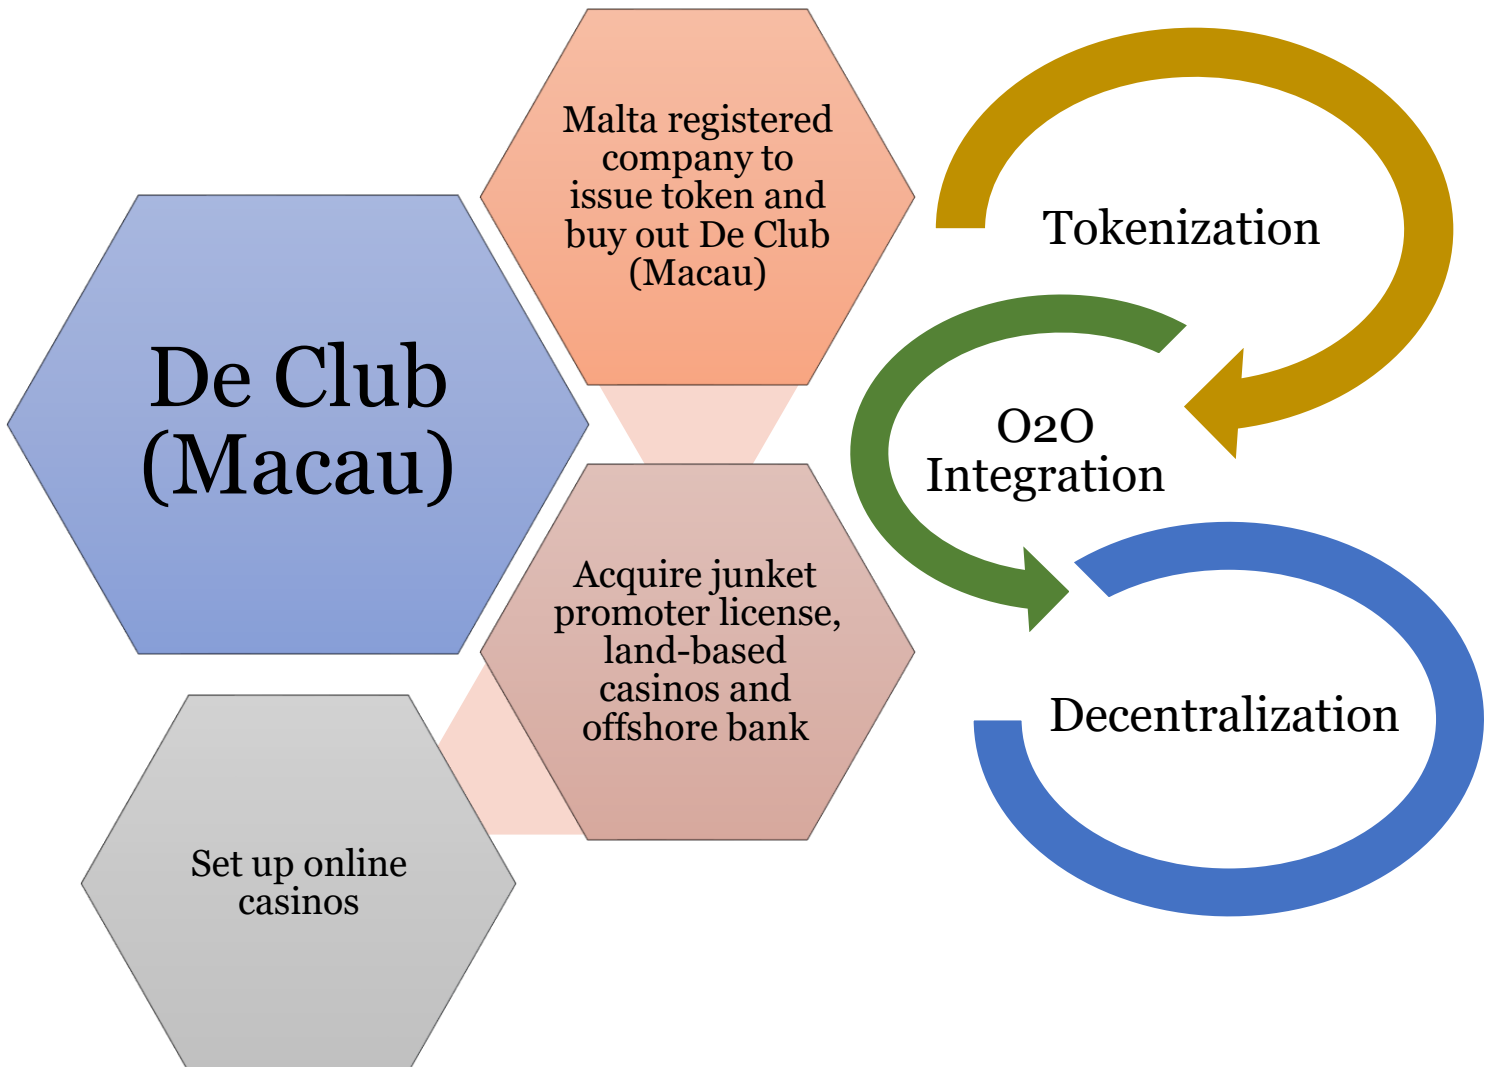 De Club
(Macau)
Malta registered
company to
issue token and
buy out De Club
(Macau)
Acquire junket
promoter license,
land-based
casinos and
offshore bank
Set up online
casinos
Tokenization
O2O
Integration
Decentralization